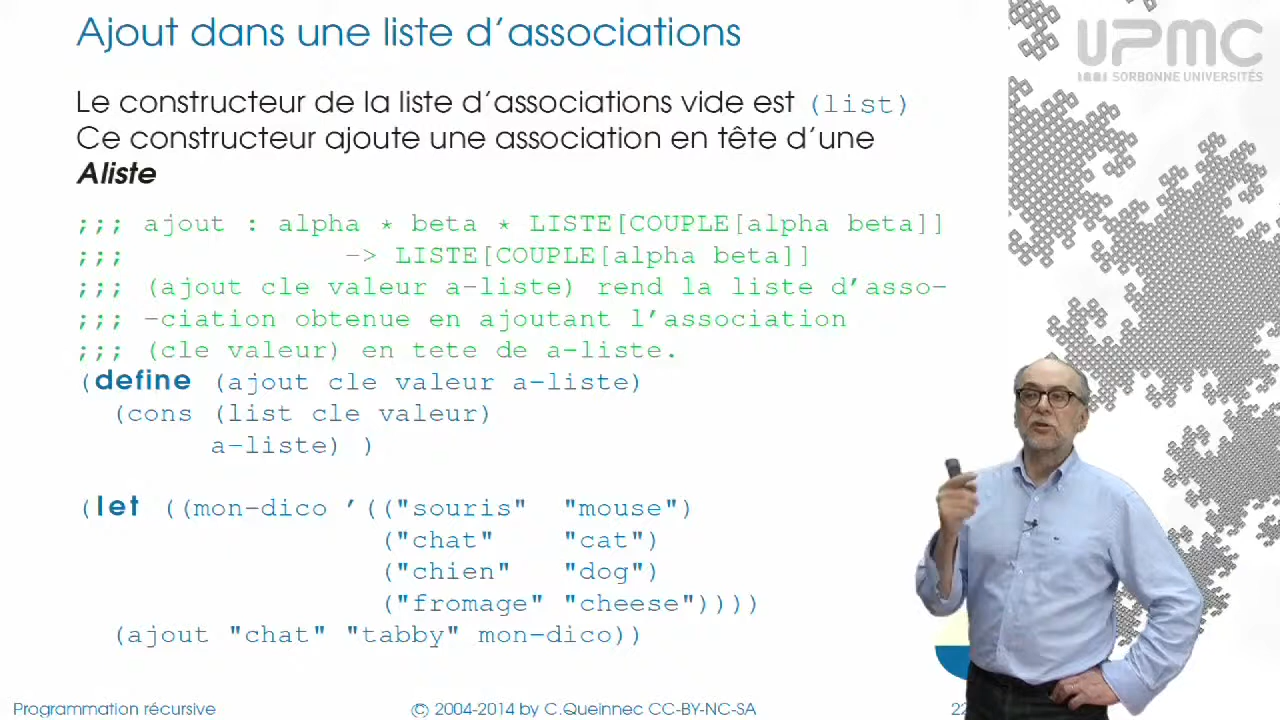 Ajout dans une liste d'associations
UPMC
SORBONNE UNIVERSITÉS
Le constructeur de la liste d'associations vide est (list)
Ce constructeur ajoute une association en tête d'une
Aliste
;;; ajout : alpha * beta * LISTE[COUPLE[alpha beta]]
;;; -> LISTE[COUPLE[alpha beta]]
;;; (ajout cle valeur a-liste) rend la liste d'asso-
;;; -ciation obtenue en ajoutant l'association
;;; (cle valeur) en tete de a-liste.
(define (ajout cle valeur a-liste)
(cons (list cle valeur)
a-liste) )
(let ((mon-dico '(("souris" "mouse")
("chat" "cat")
("chien" "dog")
("fromage" "cheese"))))
(ajout "chat" "tabby" mon-dico))
Programmation récursive
© 2004-2014 by C.Queinnec CC-BY-NC-SA